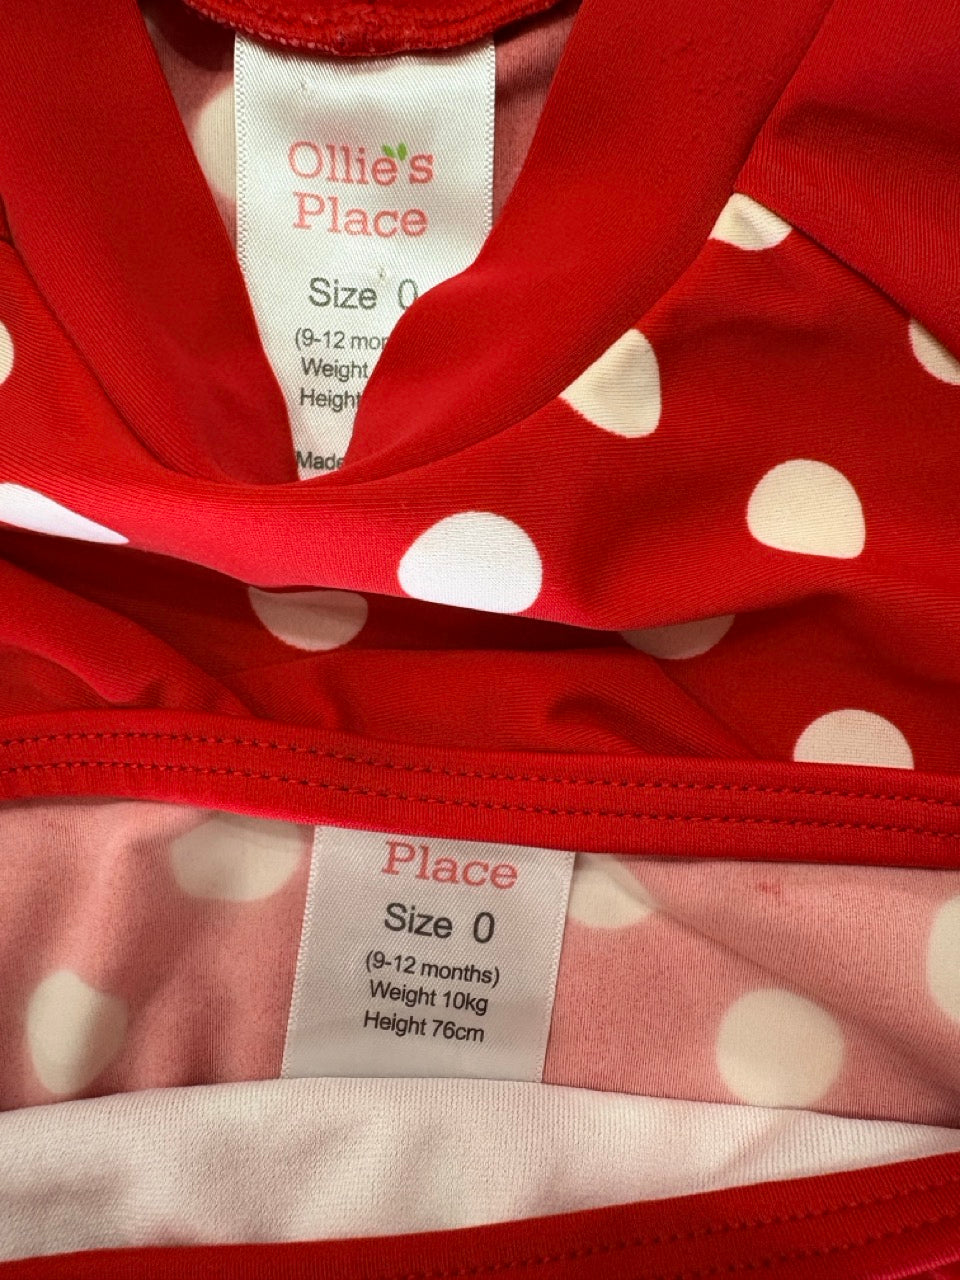 Ollie's
Place
Size 0
(9-12 mon
Weight
Height
Made
Place
Size 0
(9-12 months)
Weight 10kg
Height 76cm